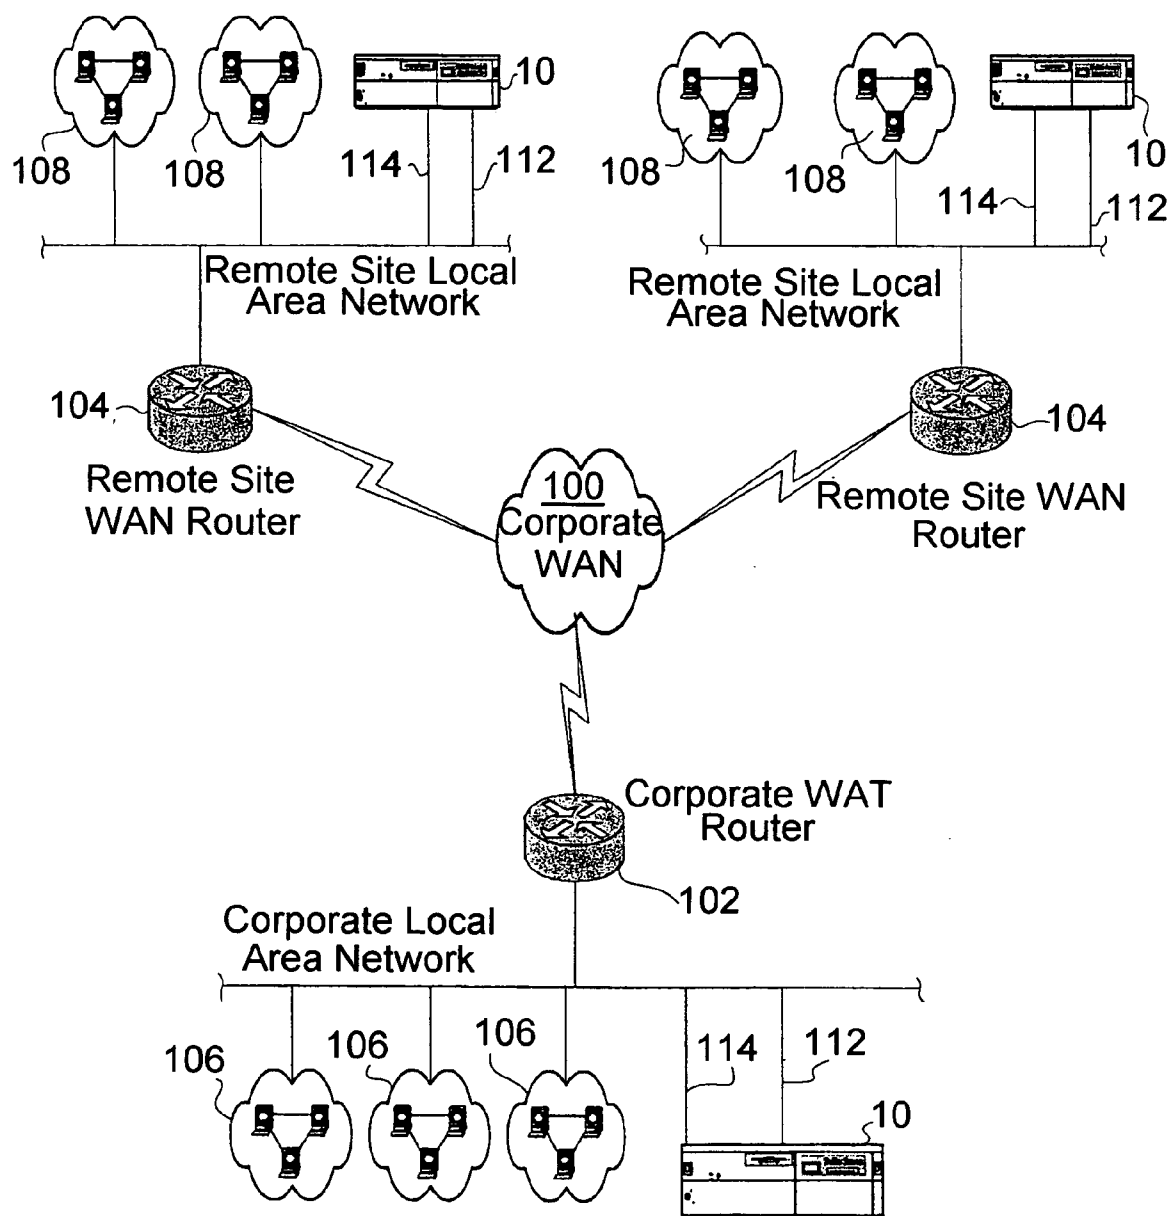 10
108
108
114
112
Remote Site Local
Area Network
108
108
10
114
112
Remote Site Local
Area Network
104
Remote Site
WAN Router
100
Corporate
WAN
104
Remote Site WAN
Router
Corporate WAT
Router
102
Corporate Local
Area Network
106
106
106
114
112
10